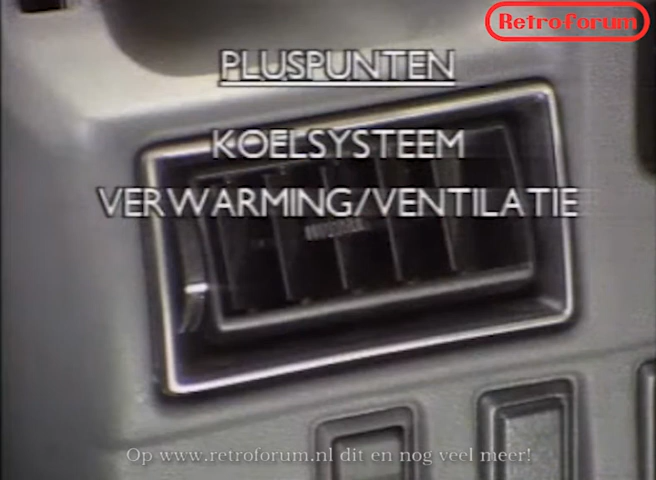 Retroforum
PLUSPUNTEN
KOELSYSTEEM
VERWARMING/VENTILATIE
Op www.retroforum.nl dit en nog veel meer!